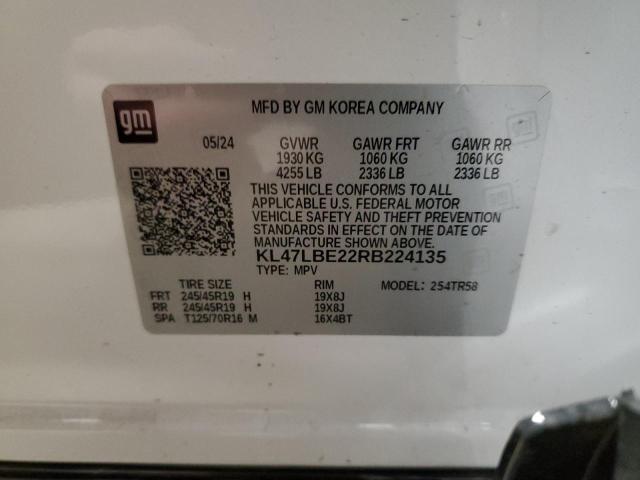 gm
MFD BY GM KOREA COMPANY
05/24 GVWR GAWR FRT GAWR RR
1930 KG 1060 KG 1060 KG
4255 LB 2336 LB 2336 LB
THIS VEHICLE CONFORMS TO ALL
APPLICABLE U.S. FEDERAL MOTOR
VEHICLE SAFETY AND THEFT PREVENTION
STANDARDS IN EFFECT ON THE DATE
OF MANUFACTURE SHOWN ABOVE.
KL47LBE22RB224135
TYPE: MPV
TIRE SIZE RIM MODEL: 254TR58
FRT 245/45R19 H 19X8J
RR 245/45R19 H 19X8J
SPA T125/70R16 M 16X4BT